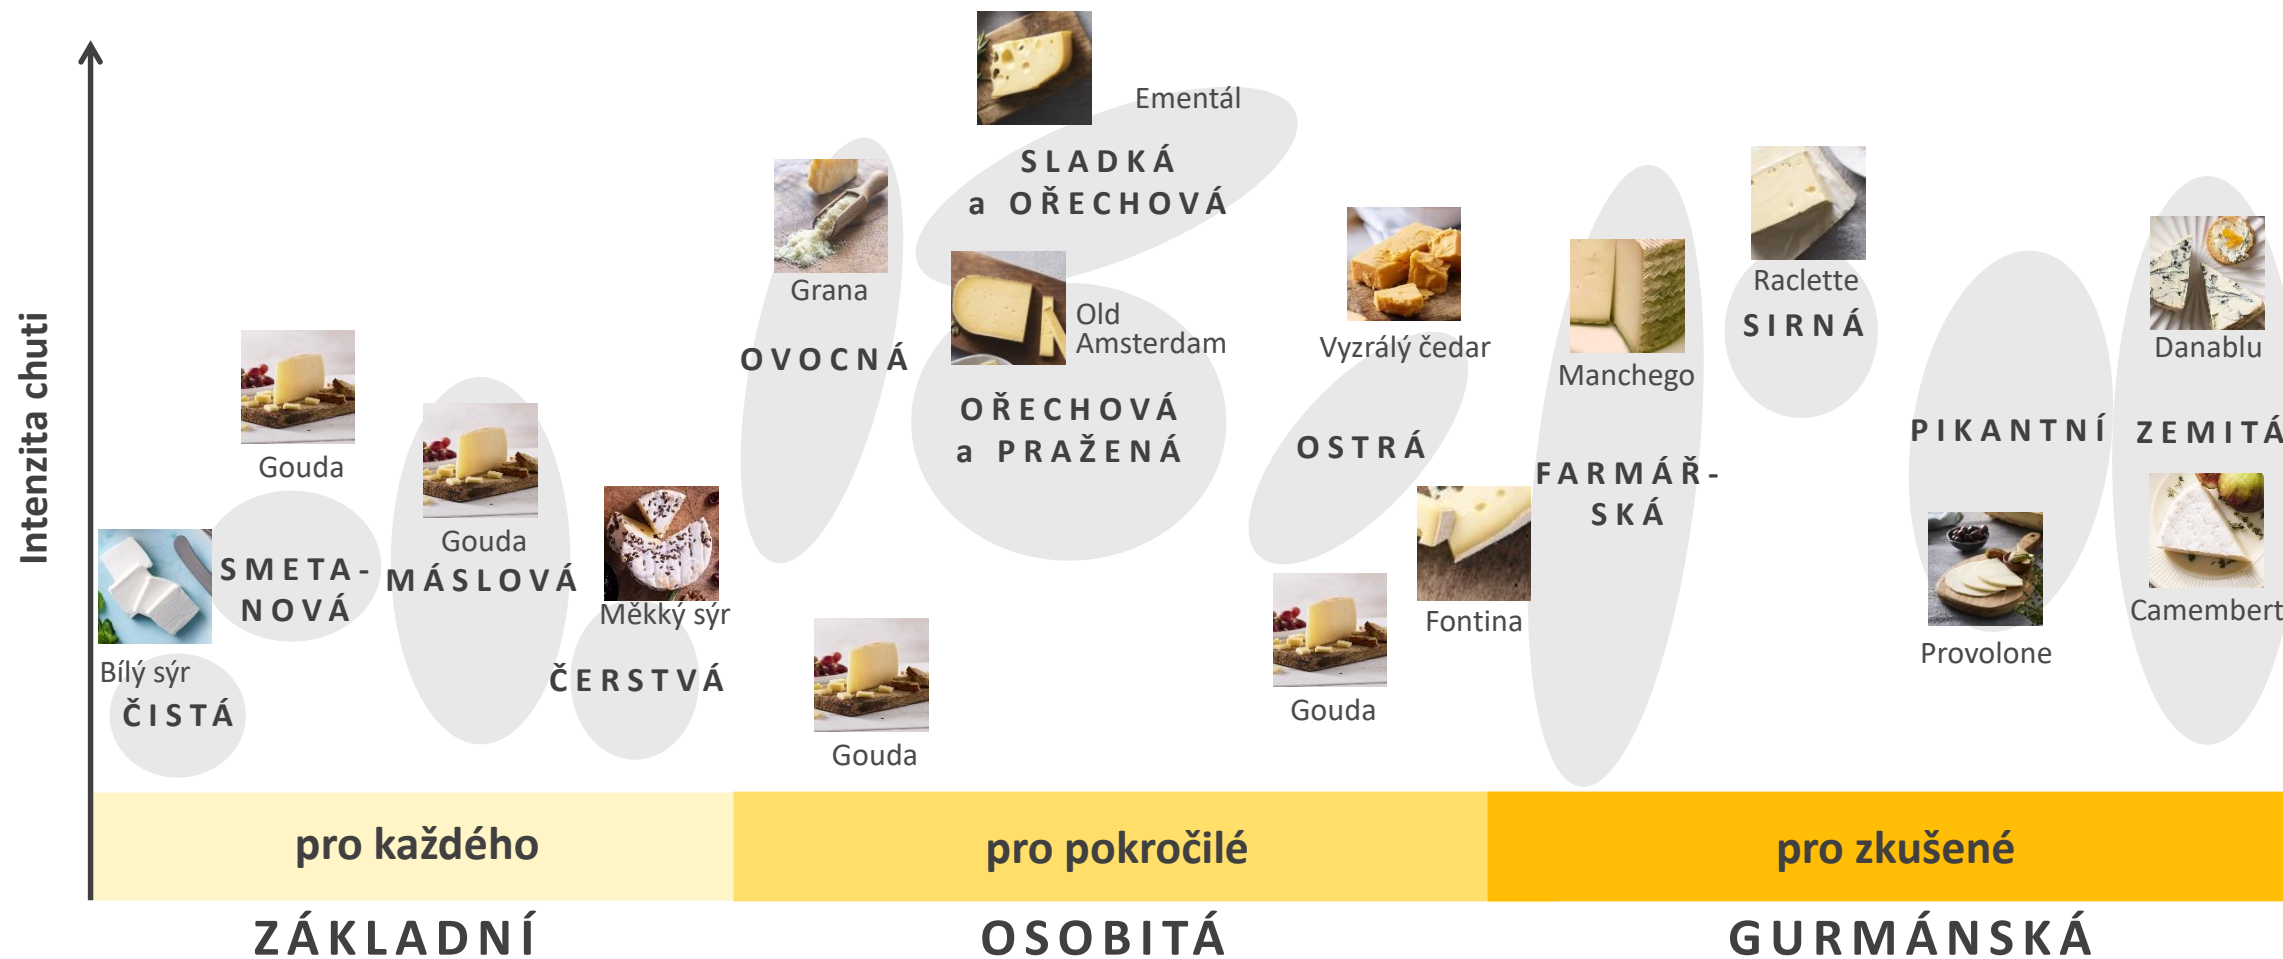 Intenzita chuti
Bílý sýr
ČISTÁ
Gouda
SMETA-
NOVÁ
Gouda
MÁSLOVÁ
Měkký sýr
ČERSTVÁ
Grana
OVOCNÁ
Gouda
Ementál
SLADKÁ
a OŘECHOVÁ
Old
Amsterdam
OŘECHOVÁ
a PRAŽENÁ
Vyzrálý čedar
OSTRÁ
Gouda
Fontina
Manchego
FARMÁŘ-
SKÁ
Raclette
SIRNÁ
PIKANTNÍ
Provolone
Danablu
ZEMITÁ
Camembert
pro každého
pro pokročilé
pro zkušené
ZÁKLADNÍ
OSOBITÁ
GURMÁNSKÁ